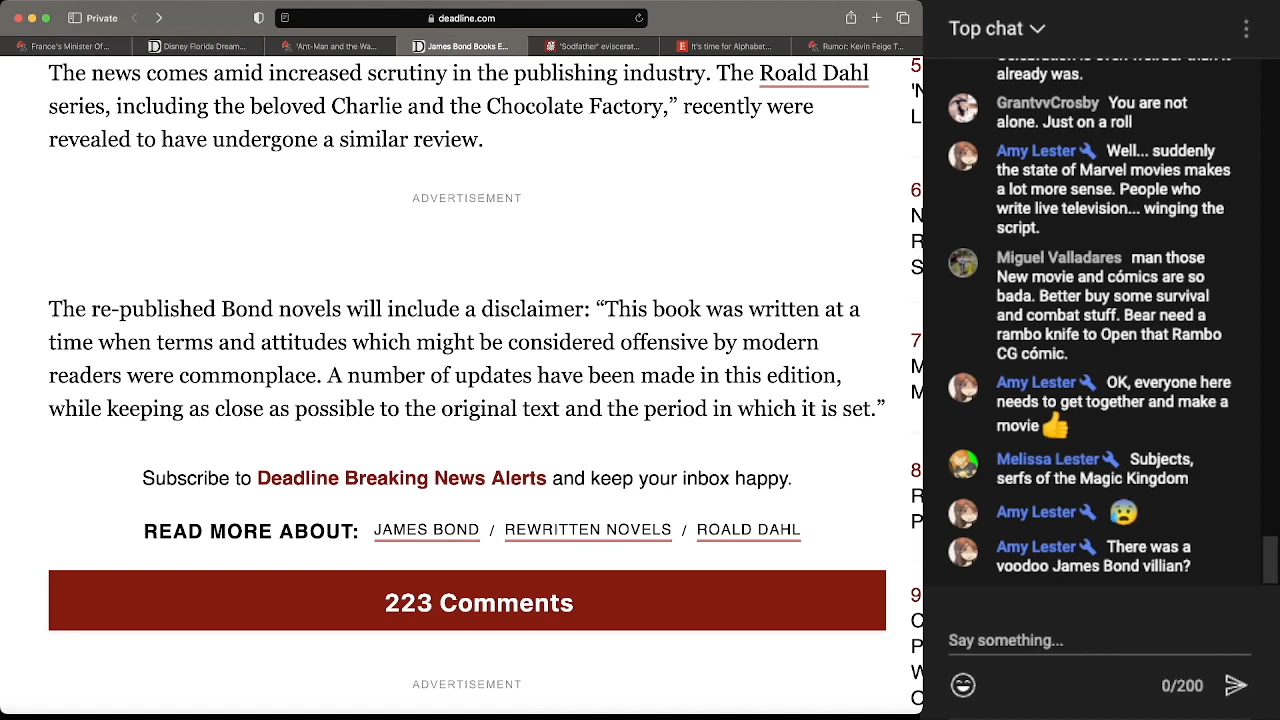 Private
deadline.com
France's Minister Of...
Disney Florida Dream...
'Ant-Man and the Wa...
James Bond Books E...
'Sodfather' eviscerat...
It's time for Alphabet...
Rumor: Kevin Feige T...
The news comes amid increased scrutiny in the publishing industry. The Roald Dahl
series, including the beloved Charlie and the Chocolate Factory,” recently were
revealed to have undergone a similar review.
ADVERTISEMENT
The re-published Bond novels will include a disclaimer: “This book was written at a
time when terms and attitudes which might be considered offensive by modern
readers were commonplace. A number of updates have been made in this edition,
while keeping as close as possible to the original text and the period in which it is set.”
Subscribe to Deadline Breaking News Alerts and keep your inbox happy.
READ MORE ABOUT: JAMES BOND / REWRITTEN NOVELS / ROALD DAHL
223 Comments
ADVERTISEMENT
5
'N
L
6
N
R
S
7
M
M
8
R
P
9
C
P
W
C
Top chat
already was.
GrantvvCrosby You are not
alone. Just on a roll
Amy Lester Well... suddenly
the state of Marvel movies makes
a lot more sense. People who
write live television... winging the
script.
Miguel Valladares man those
New movie and cómics are so
bada. Better buy some survival
and combat stuff. Bear need a
rambo knife to Open that Rambo
CG cómic.
Amy Lester OK, everyone here
needs to get together and make a
movie
Melissa Lester Subjects,
serfs of the Magic Kingdom
Amy Lester
Amy Lester There was a
voodoo James Bond villian?
Say something...
0/200